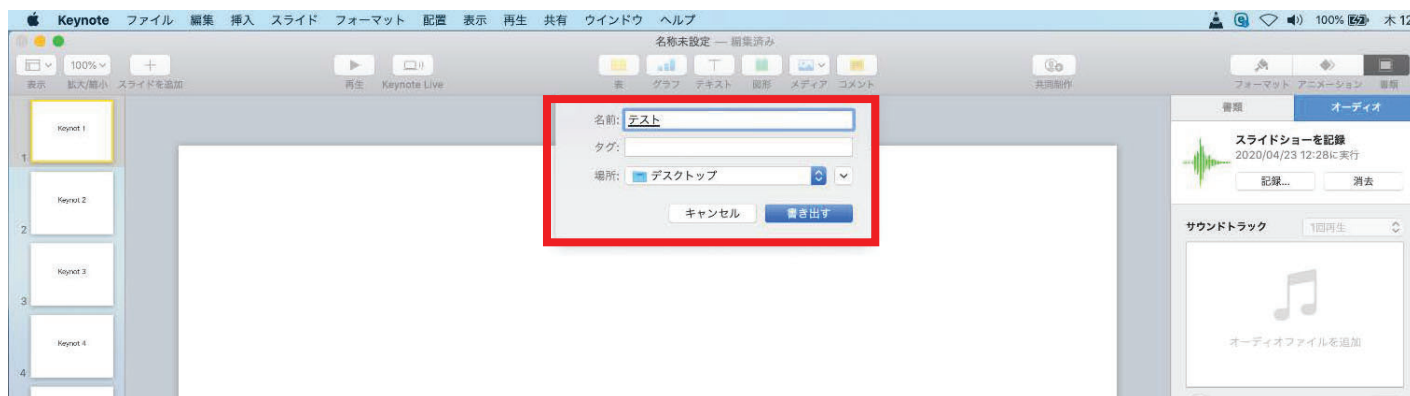 Keynote ファイル 編集 挿入 スライド フォーマット 配置 表示 再生 共有 ウインドウ ヘルプ 100% 木 12
名称未設定 — 編集済み
100%
表示 拡大/縮小 スライドを追加 再生 Keynote Live 表 グラフ テキスト 図形 メディア コメント 共同制作 フォーマット アニメーション 書類
書類 オーディオ
名前: テスト
タグ:
場所: デスクトップ
キャンセル 書き出す
Keynot 1
1
Keynot 2
2
Keynot 3
3
Keynot 4
4
スライドショーを記録
2020/04/23 12:28に実行
記録... 消去
サウンドトラック 1回再生
オーディオファイルを追加